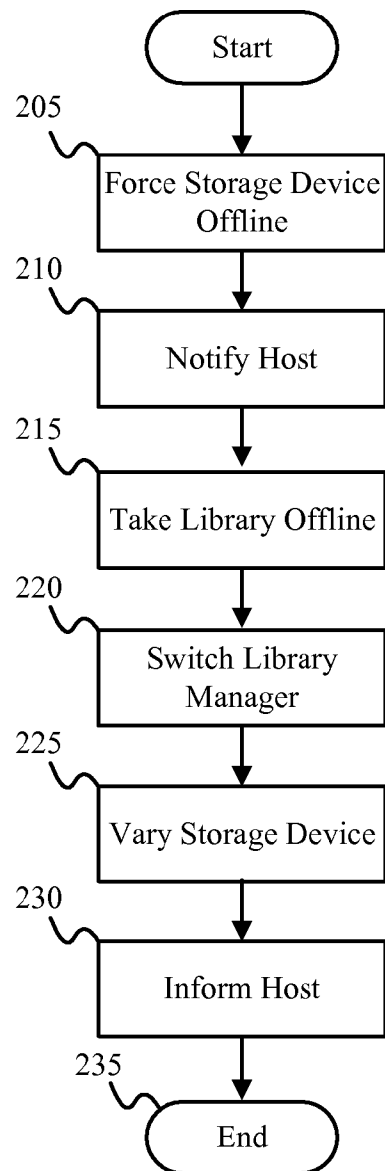 Start
205
Force Storage Device
Offline
210
Notify Host
215
Take Library Offline
220
Switch Library
Manager
225
Vary Storage Device
230
Inform Host
235
End